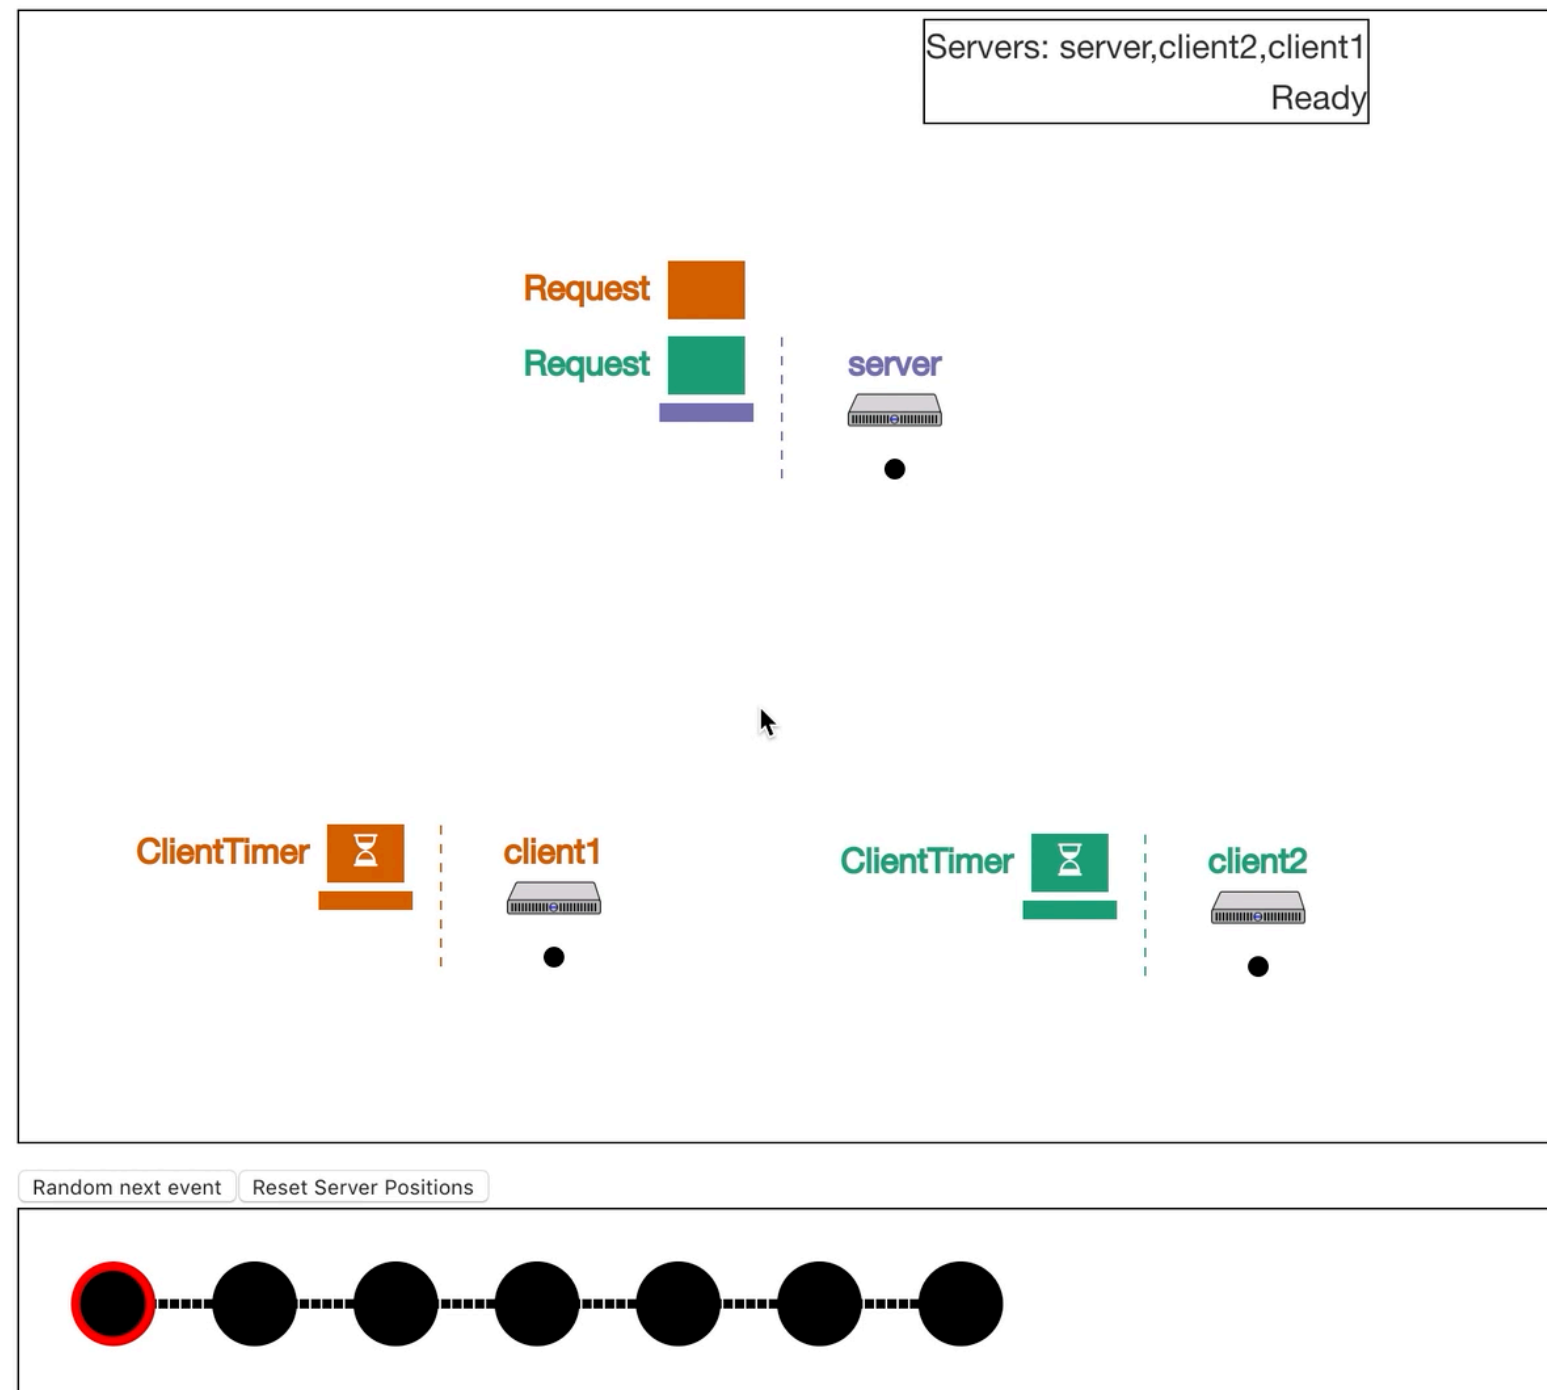 Servers: server,client2,client1
Ready
Request
Request
server
ClientTimer
client1
ClientTimer
client2
Random next event
Reset Server Positions